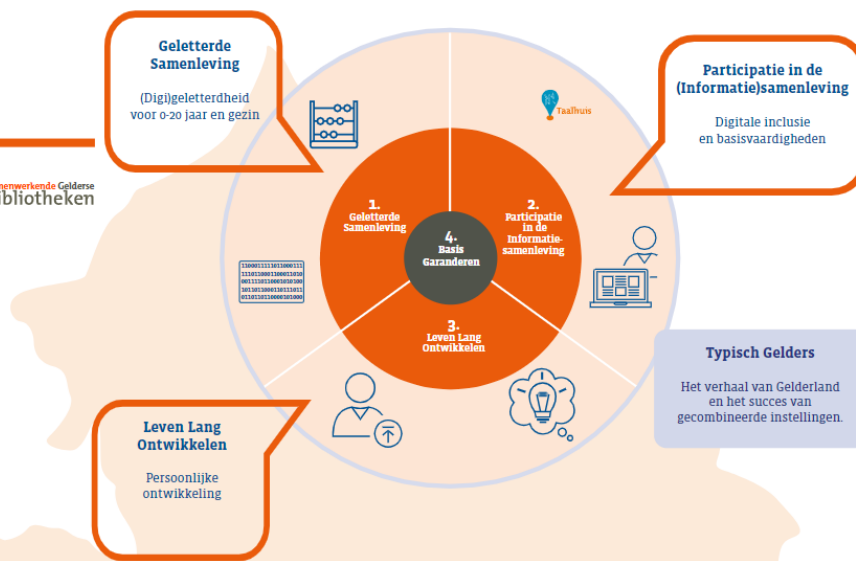 Geletterde
Samenleving
(Digi)geletterdheid
voor 0-20 jaar en gezin
Participatie in de
(Informatie)samenleving
Digitale inclusie
en basisvaardigheden
Taalhuis
menwerkende Gelderse
bibliotheken
1.
Geletterde
Samenleving
2.
Participatie
in de
Informatie-
samenleving
4.
Basis
Garanderen
3.
Leven Lang
Ontwikkelen
Typisch Gelders
Het verhaal van Gelderland
en het succes van
gecombineerde instellingen.
Leven Lang
Ontwikkelen
Persoonlijke
ontwikkeling